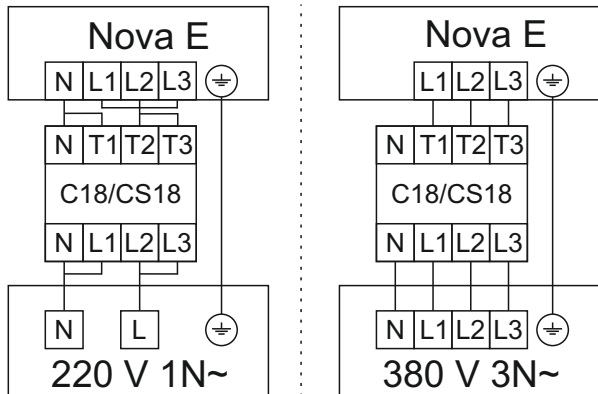 Nova E
N L1 L2 L3
N T1 T2 T3
C18/CS18
N L1 L2 L3
N L
220 V 1N~
Nova E
L1 L2 L3
N T1 T2 T3
C18/CS18
N L1 L2 L3
N L1 L2 L3
380 V 3N~